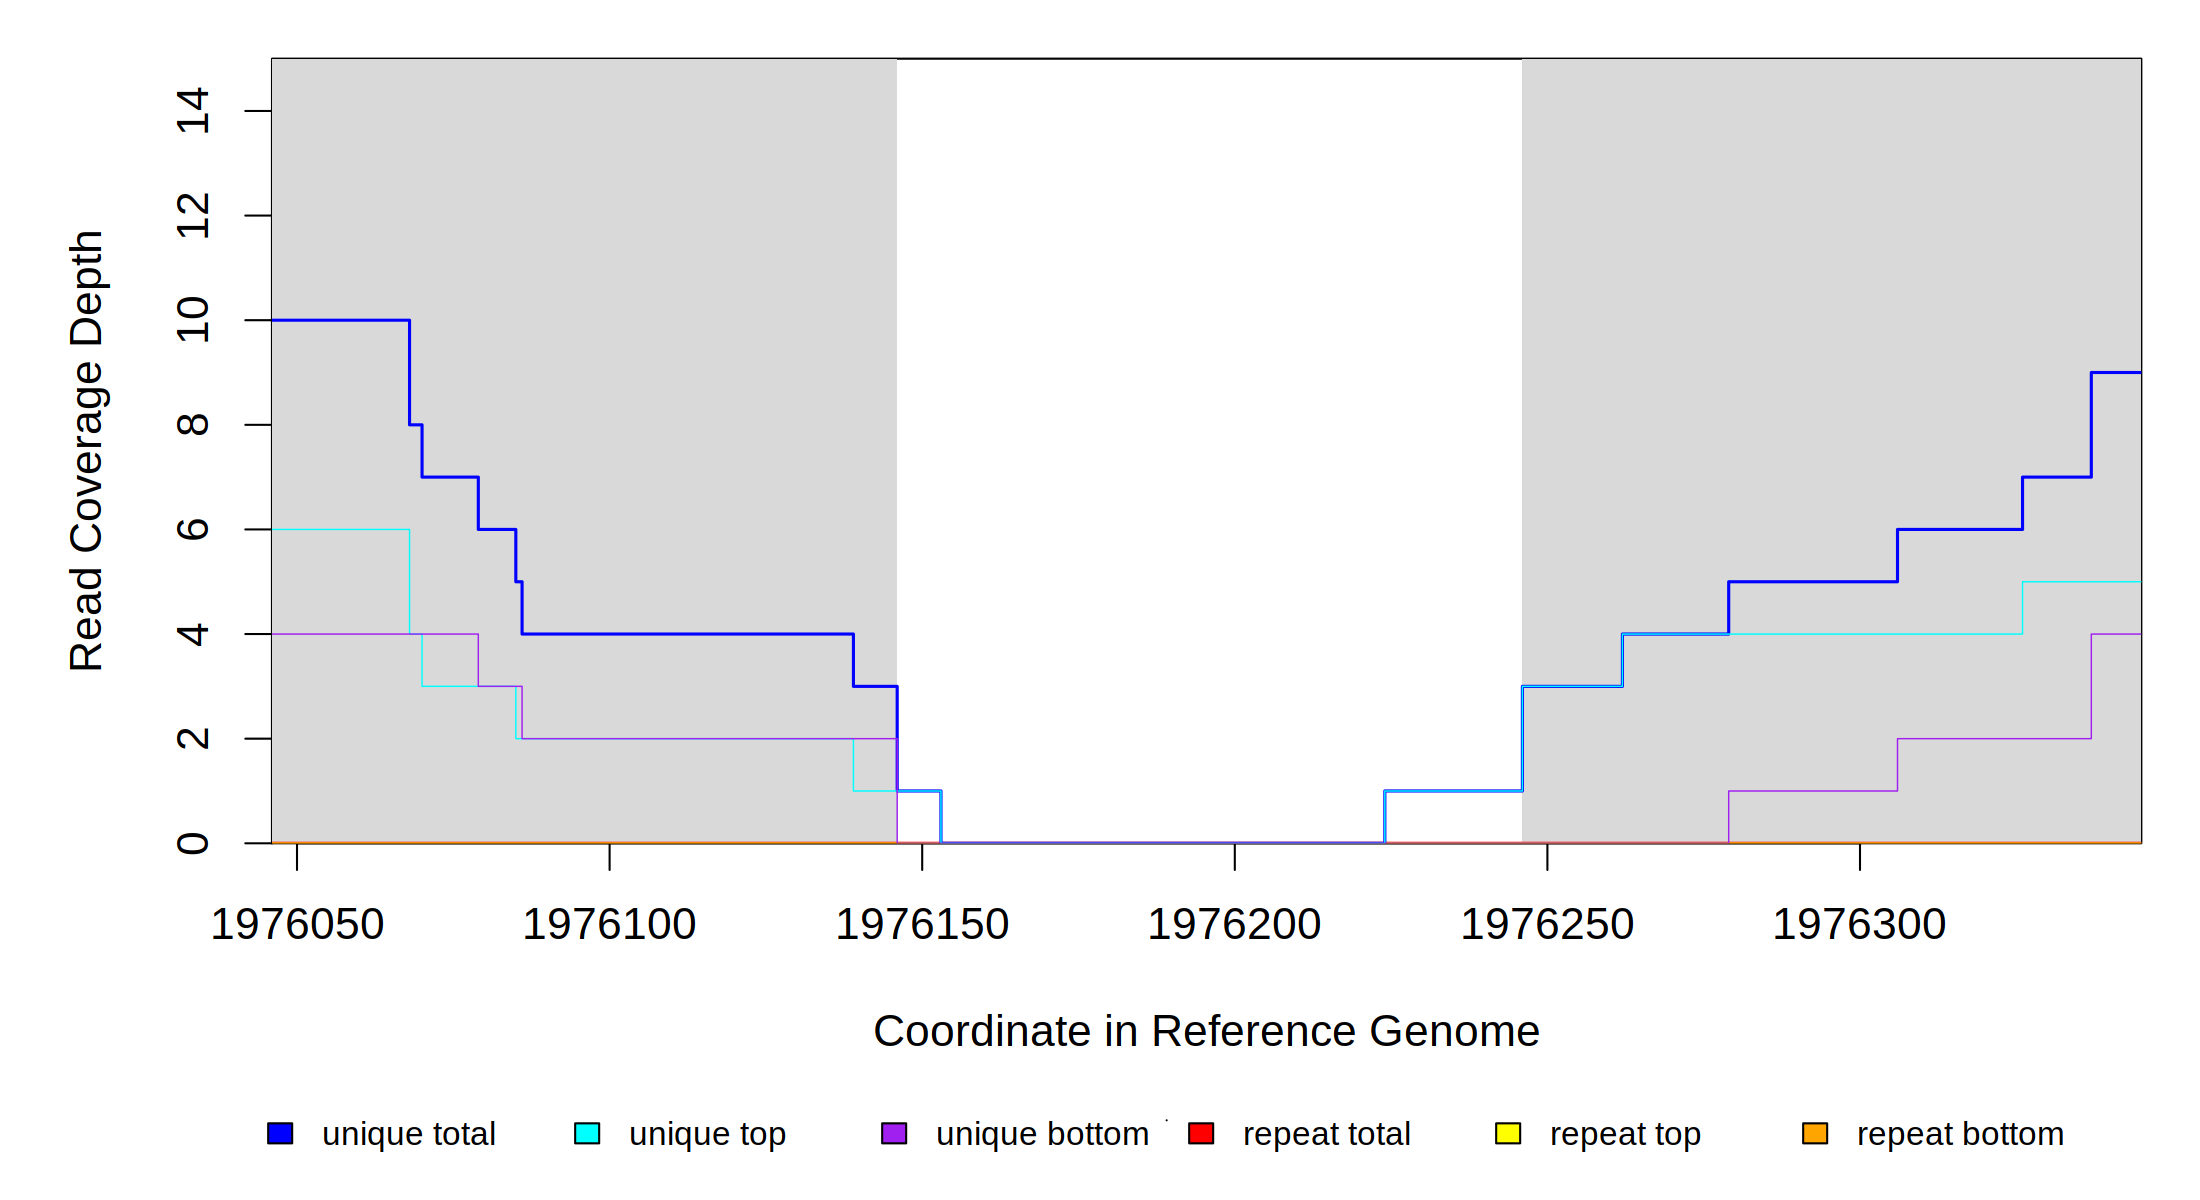 Read Coverage Depth
14
12
10
8
6
4
2
0
1976050 1976100 1976150 1976200 1976250 1976300
Coordinate in Reference Genome
unique total unique top unique bottom repeat total repeat top repeat bottom